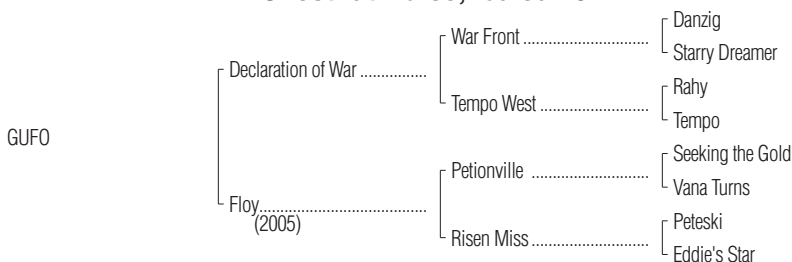 Danzig
War Front ................................
Starry Dreamer
Declaration of War ................
Rahy
Tempo West ...........................
Tempo
GUFO
Seeking the Gold
Petionville .............................
Vana Turns
Floy..........................................
(2005)
Peteski
Risen Miss .............................
Eddie's Star